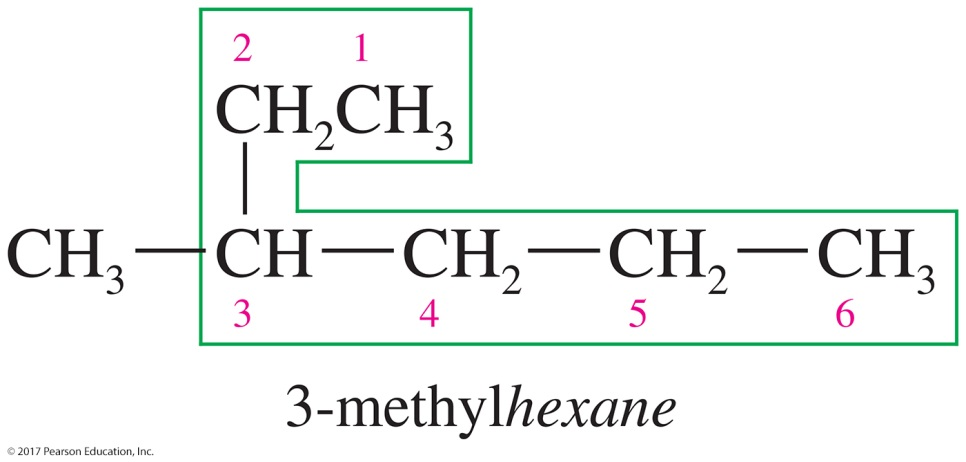 2 1
CH₂CH₃
CH₃—CH—CH₂—CH₂—CH₃
3 4 5 6
3-methylhexane
© 2017 Pearson Education, Inc.